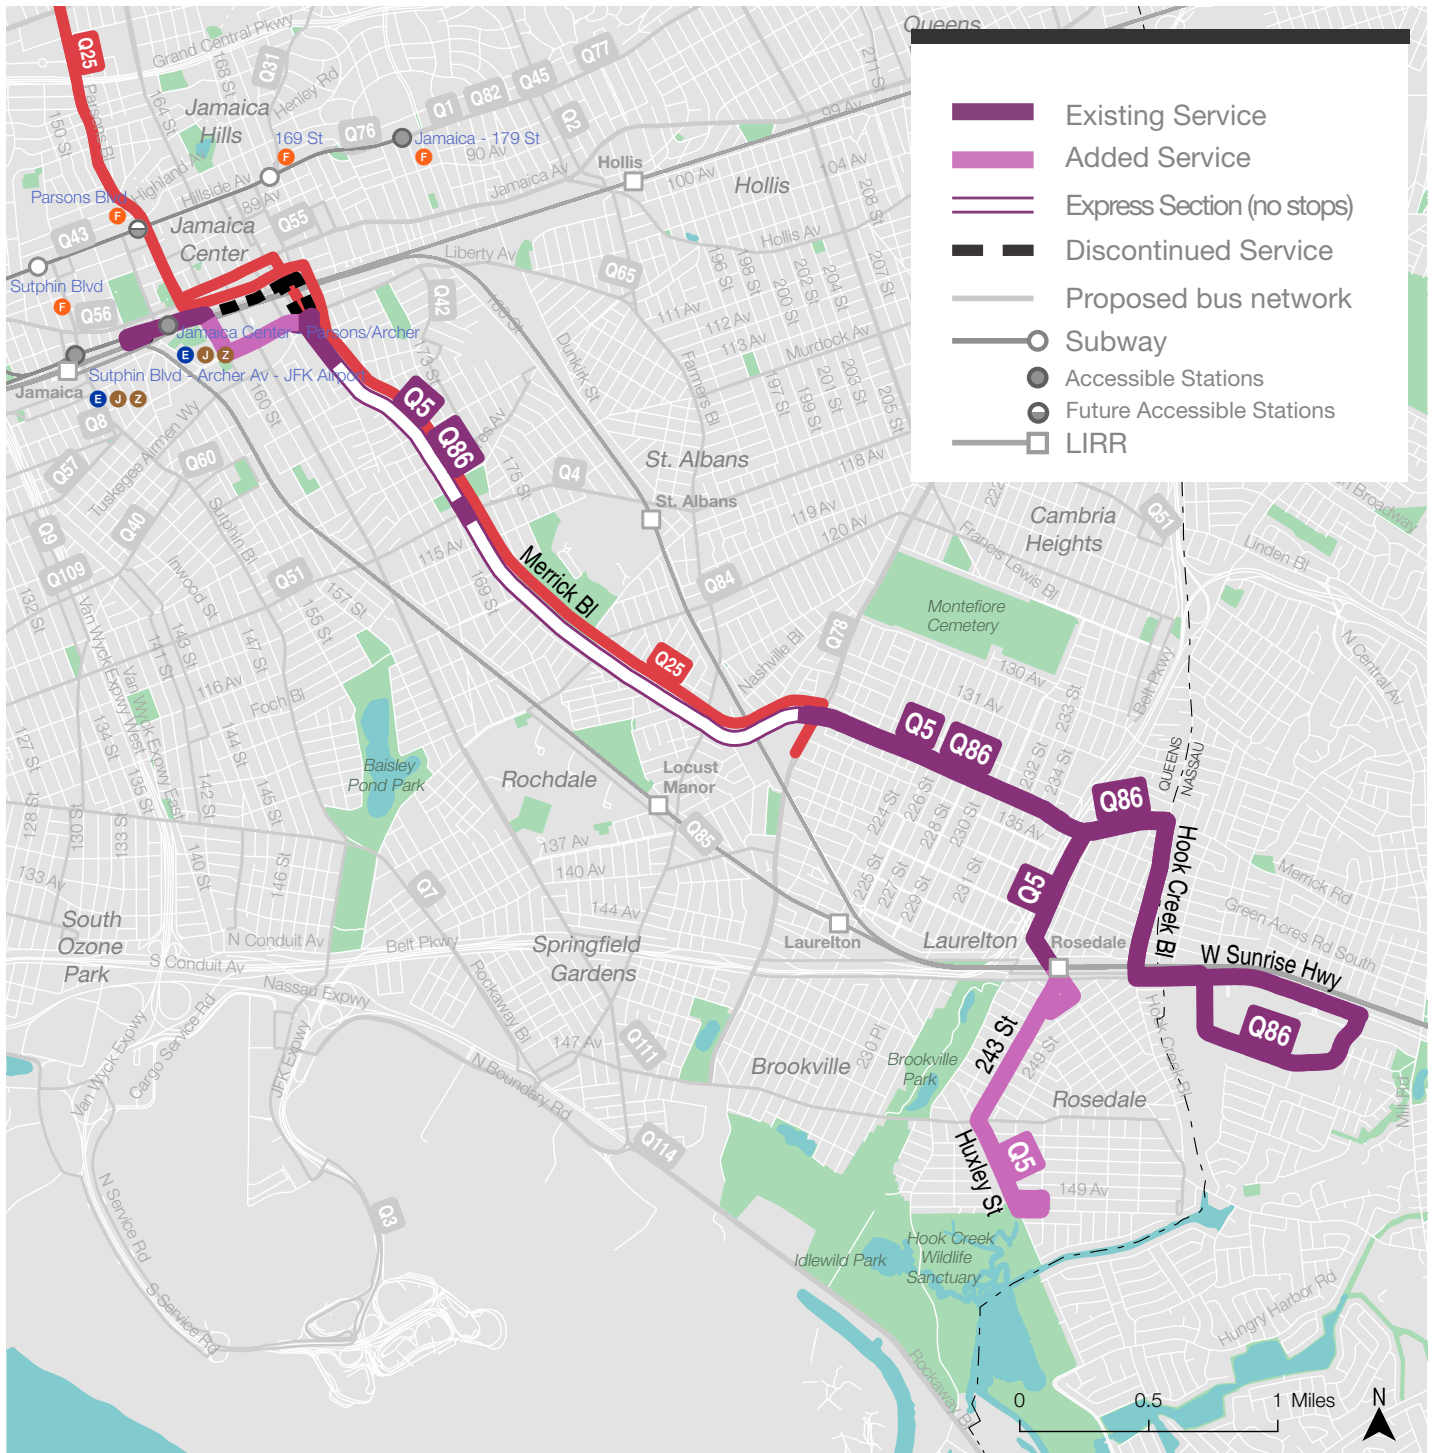 Queens
Existing Service
Added Service
Express Section (no stops)
Discontinued Service
Proposed bus network
Subway
Accessible Stations
Future Accessible Stations
LIRR
Q25
Grand Central Pkwy
168 St
Q31
Henley Rd
Q1
Q82
Q45
Q77
Q2
211 St
99 Av
150 St
Parsons Bl
164 St
Jamaica
Hills
169 St
F
Q76
Jamaica - 179 St
F
90 Av
Jamaica Av
Hollis
100 Av
Hollis
104 Av
208 St
Highland Av
Hillside Av
89 Av
Parsons Blvd
F
Q43
Jamaica
Center
Q55
Liberty Av
Hollis Av
196 St
198 St
200 St
202 St
204 St
207 St
Sutphin Blvd
F
Q56
Q42
Q65
111 Av
112 Av
113 Av
Murdock Av
Jamaica Center - Parsons/Archer
E
J
Z
Sutphin Blvd - Archer Av - JFK Airport
E
J
Z
Jamaica
173 St
Dunkirk St
Farmers Bl
197 St
199 St
201 St
203 St
205 St
Q8
Q57
Tuskegee Airmen Wy
160 St
Q60
Q40
Q9
Q5
Q86
175 St
Q4
St. Albans
St. Albans
118 Av
119 Av
120 Av
Cambria
Heights
Q51
Linden Bl
Broadway
Francis Lewis Bl
Sutphin Bl
Q109
Inwood St
Q51
157 St
155 St
115 Av
169 St
Merrick Bl
Q84
Q78
Montefiore
Cemetery
130 Av
131 Av
Nashville Bl
N Central Av
Belt Pkwy
132 St
Van Wyck Expwy West
Van Wyck Expwy East
141 St
143 St
147 St
116 Av
Foch Bl
Q25
233 St
232 St
234 St
QUEENS
NASSAU
Q5
Q86
Q86
127 St
134 St
135 St
142 St
144 St
145 St
Baisley
Pond Park
Rochdale
Locust
Manor
Q85
137 Av
140 Av
224 St
226 St
228 St
230 St
135 Av
225 St
227 St
229 St
231 St
Q5
Hook Creek Bl
Merrick Rd
128 St
130 St
133 St
133 Av
140 St
146 St
Q7
144 Av
Laurelton
Laurelton
Rosedale
Green Acres Rd South
W Sunrise Hwy
South
Ozone
Park
N Conduit Av
S Conduit Av
Belt Pkwy
Springfield
Gardens
Nassau Expwy
Rockaway Bl
147 Av
Q111
Q86
Van Wyck Expwy
Cargo Service Rd
JFK Expwy
N Boundary Rd
Brookville
230 Pl
Brookville
Park
243 St
249 St
Hook Creek Bl
Rosedale
Mill Rd
Q114
Huxley St
Q5
149 Av
N Service Rd
S Service Rd
Q3
Idlewild Park
Hook Creek
Wildlife
Sanctuary
Hungry Harbor Rd
Rockaway Bl
0
0.5
1 Miles
N